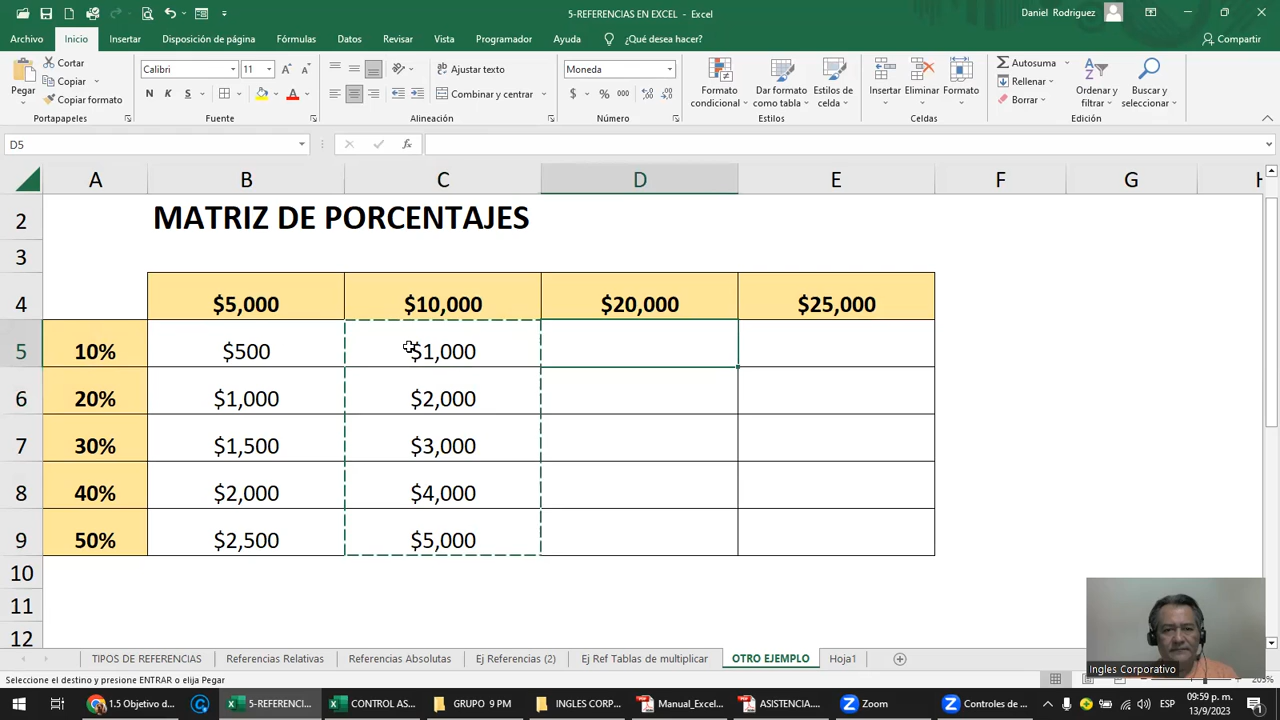 5-REFERENCIAS EN EXCEL - Excel
Daniel Rodriguez
Archivo Inicio Insertar Disposición de página Fórmulas Datos Revisar Vista Programador Ayuda ¿Qué desea hacer? Compartir
Pegar
Cortar
Copiar
Copiar formato
Portapapeles
Calibri 11
N K S
Fuente
Ajustar texto
Combinar y centrar
Alineación
Moneda
$ % 000
Número
Formato condicional
Dar formato como tabla
Estilos de celda
Estilos
Insertar Eliminar Formato
Celdas
Autosuma
Rellenar
Borrar
Ordenar y filtrar
Buscar y seleccionar
Edición
D5 fx
A B C D E F G H
2 MATRIZ DE PORCENTAJES
3
4 $5,000 $10,000 $20,000 $25,000
5 10% $500 $1,000
6 20% $1,000 $2,000
7 30% $1,500 $3,000
8 40% $2,000 $4,000
9 50% $2,500 $5,000
10
11
12
Ingles Corporativo
TIPOS DE REFERENCIAS Referencias Relativas Referencias Absolutas Ej Referencias (2) Ej Ref Tablas de multiplicar OTRO EJEMPLO Hoja1
Seleccione el destino y presione ENTRAR o elija Pegar
205%
1.5 Objetivo d... 5-REFERENCI... CONTROL AS... GRUPO 9 PM INGLES CORP... Manual_Exce... ASISTENCIA.... Zoom Controles de ... ESP 09:59 p. m.
13/9/2023